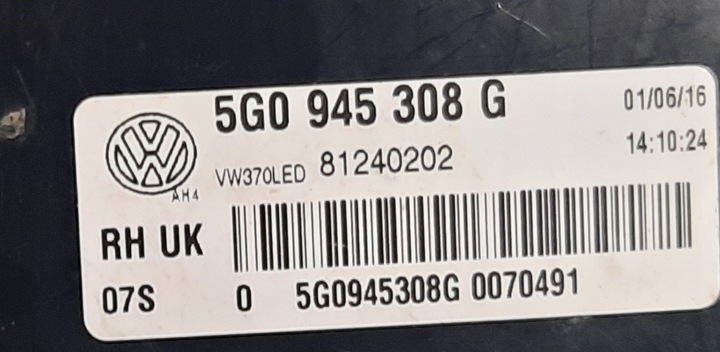 5G0 945 308 G 01/06/16
VW370LED 81240202 14:10:24
AH4
RH UK
07S 0 5G0945308G 0070491